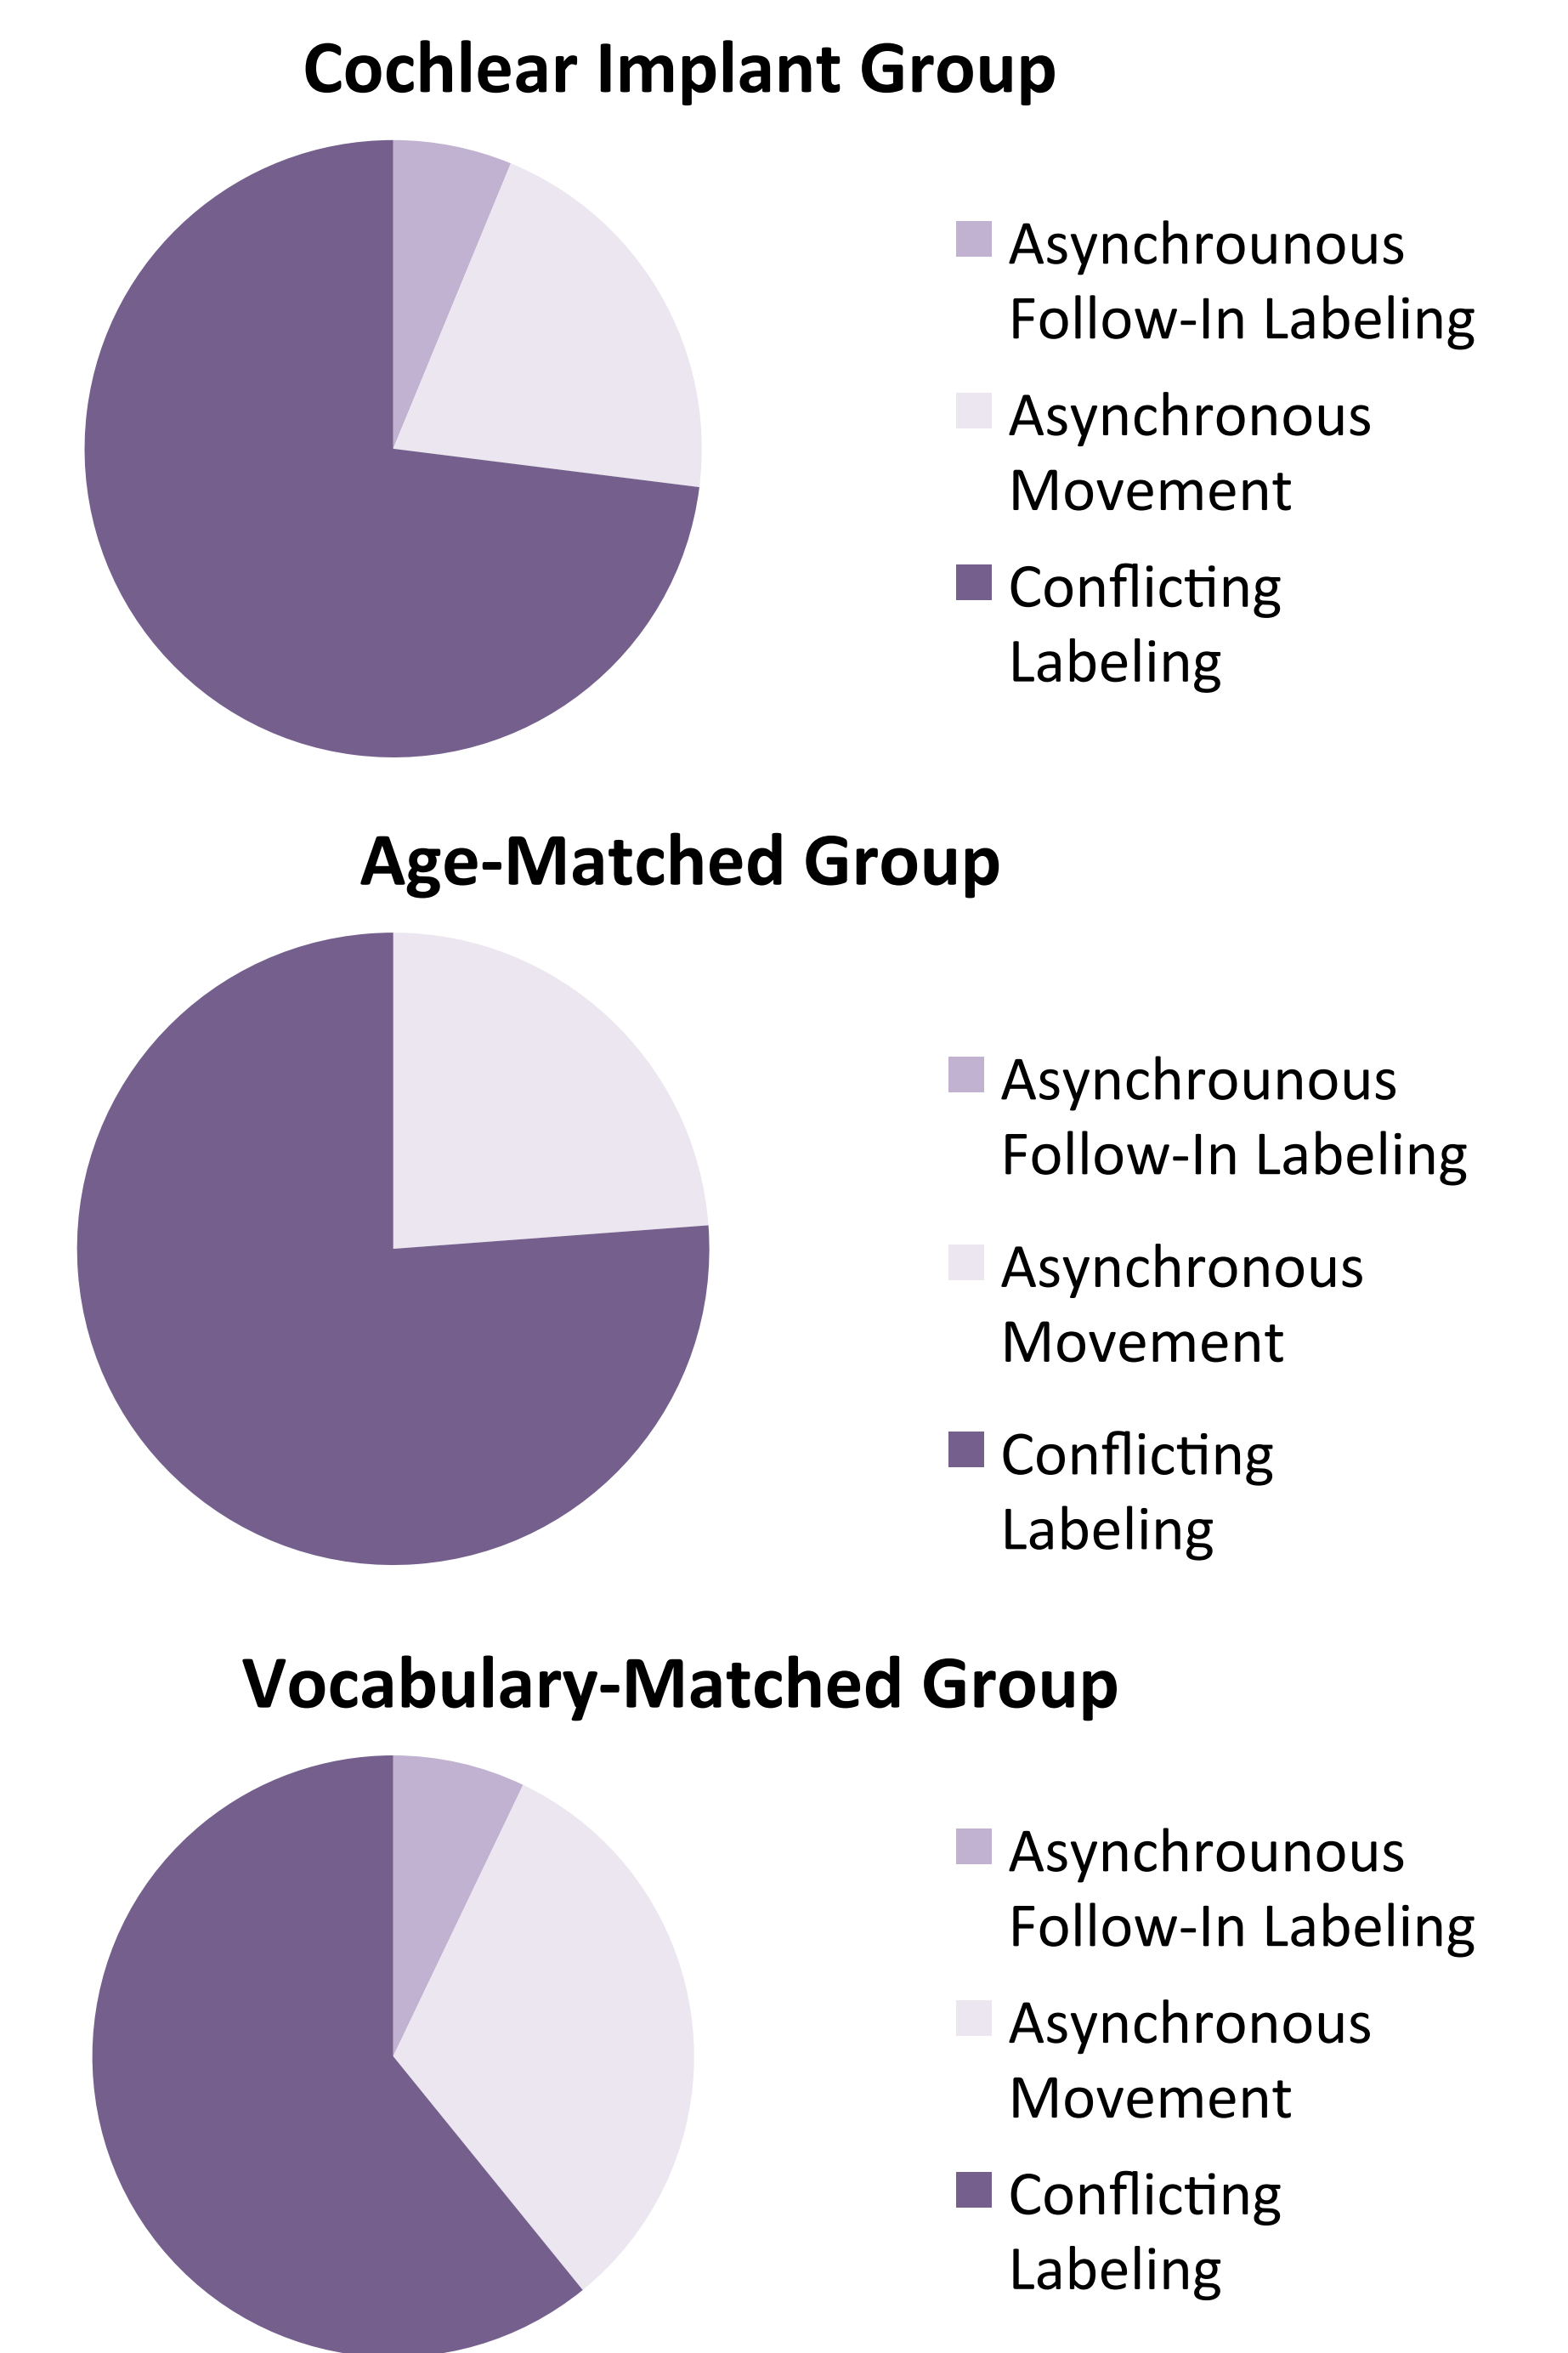 Cochlear Implant Group
Asynchrounous
Follow-In Labeling
Asynchronous
Movement
Conflicting
Labeling
Age-Matched Group
Asynchrounous
Follow-In Labeling
Asynchronous
Movement
Conflicting
Labeling
Vocabulary-Matched Group
Asynchrounous
Follow-In Labeling
Asynchronous
Movement
Conflicting
Labeling